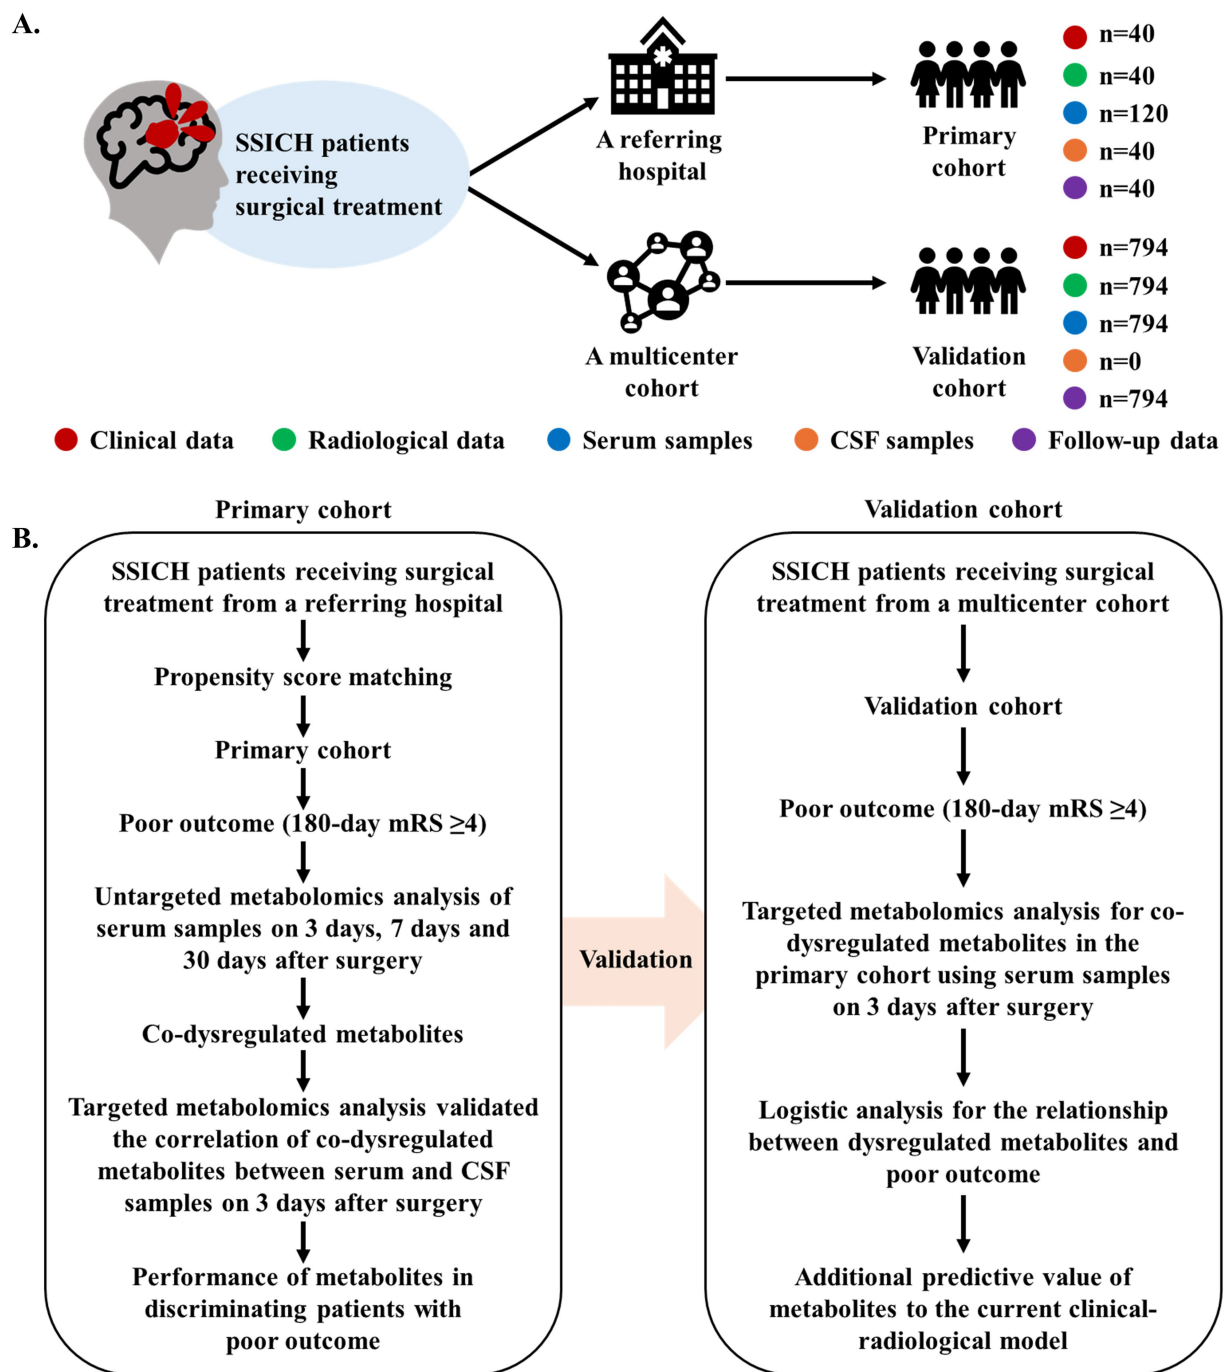 A.
SSICH patients
receiving
surgical treatment
A referring
hospital
Primary
cohort
n=40
n=40
n=120
n=40
n=40
A multicenter
cohort
Validation
cohort
n=794
n=794
n=794
n=0
n=794
Clinical data
Radiological data
Serum samples
CSF samples
Follow-up data
B.
Primary cohort
SSICH patients receiving surgical
treatment from a referring hospital
Propensity score matching
Primary cohort
Poor outcome (180-day mRS ≥4)
Untargeted metabolomics analysis of
serum samples on 3 days, 7 days and
30 days after surgery
Co-dysregulated metabolites
Targeted metabolomics analysis validated
the correlation of co-dysregulated
metabolites between serum and CSF
samples on 3 days after surgery
Performance of metabolites in
discriminating patients with
poor outcome
Validation
Validation cohort
SSICH patients receiving surgical
treatment from a multicenter cohort
Validation cohort
Poor outcome (180-day mRS ≥4)
Targeted metabolomics analysis for co-
dysregulated metabolites in the
primary cohort using serum samples
on 3 days after surgery
Logistic analysis for the relationship
between dysregulated metabolites and
poor outcome
Additional predictive value of
metabolites to the current clinical-
radiological model